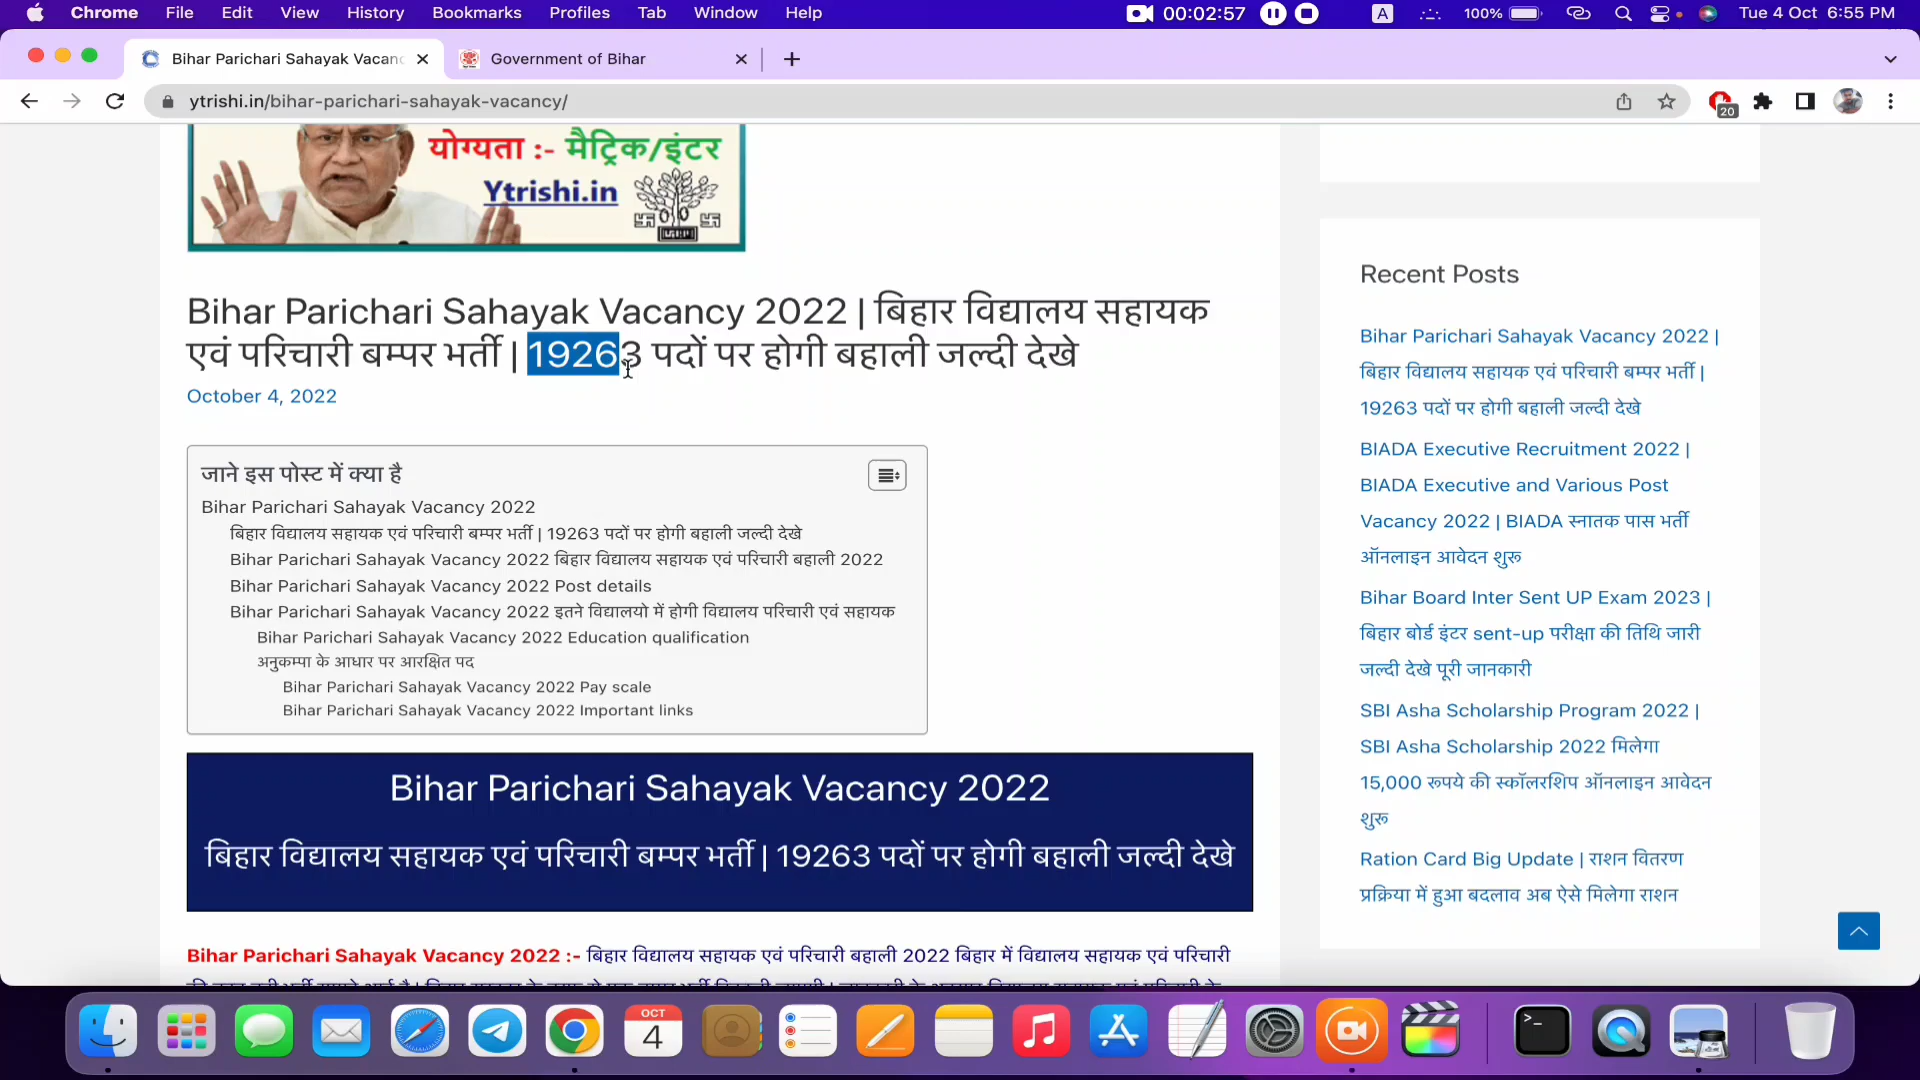 Chrome File Edit View History Bookmarks Profiles Tab Window Help 00:02:57 A 100% Tue 4 Oct 6:55 PM
Bihar Parichari Sahayak Vacanc Government of Bihar
ytrishi.in/bihar-parichari-sahayak-vacancy/ 20
योग्यता :- मैट्रिक/इंटर
Ytrishi.in
Bihar Parichari Sahayak Vacancy 2022 | बिहार विद्यालय सहायक
एवं परिचारी बम्पर भर्ती | 19263 पदों पर होगी बहाली जल्दी देखे
October 4, 2022
जाने इस पोस्ट में क्या है
Bihar Parichari Sahayak Vacancy 2022
बिहार विद्यालय सहायक एवं परिचारी बम्पर भर्ती | 19263 पदों पर होगी बहाली जल्दी देखे
Bihar Parichari Sahayak Vacancy 2022 बिहार विद्यालय सहायक एवं परिचारी बहाली 2022
Bihar Parichari Sahayak Vacancy 2022 Post details
Bihar Parichari Sahayak Vacancy 2022 इतने विद्यालयो में होगी विद्यालय परिचारी एवं सहायक
Bihar Parichari Sahayak Vacancy 2022 Education qualification
अनुकम्पा के आधार पर आरक्षित पद
Bihar Parichari Sahayak Vacancy 2022 Pay scale
Bihar Parichari Sahayak Vacancy 2022 Important links
Bihar Parichari Sahayak Vacancy 2022
बिहार विद्यालय सहायक एवं परिचारी बम्पर भर्ती | 19263 पदों पर होगी बहाली जल्दी देखे
Bihar Parichari Sahayak Vacancy 2022 :- बिहार विद्यालय सहायक एवं परिचारी बहाली 2022 बिहार में विद्यालय सहायक एवं परिचारी
Recent Posts
Bihar Parichari Sahayak Vacancy 2022 |
बिहार विद्यालय सहायक एवं परिचारी बम्पर भर्ती |
19263 पदों पर होगी बहाली जल्दी देखे
BIADA Executive Recruitment 2022 |
BIADA Executive and Various Post
Vacancy 2022 | BIADA स्नातक पास भर्ती
ऑनलाइन आवेदन शुरू
Bihar Board Inter Sent UP Exam 2023 |
बिहार बोर्ड इंटर sent-up परीक्षा की तिथि जारी
जल्दी देखे पूरी जानकारी
SBI Asha Scholarship Program 2022 |
SBI Asha Scholarship 2022 मिलेगा
15,000 रूपये की स्कॉलरशिप ऑनलाइन आवेदन
शुरू
Ration Card Big Update | राशन वितरण
प्रक्रिया में हुआ बदलाव अब ऐसे मिलेगा राशन
OCT
4